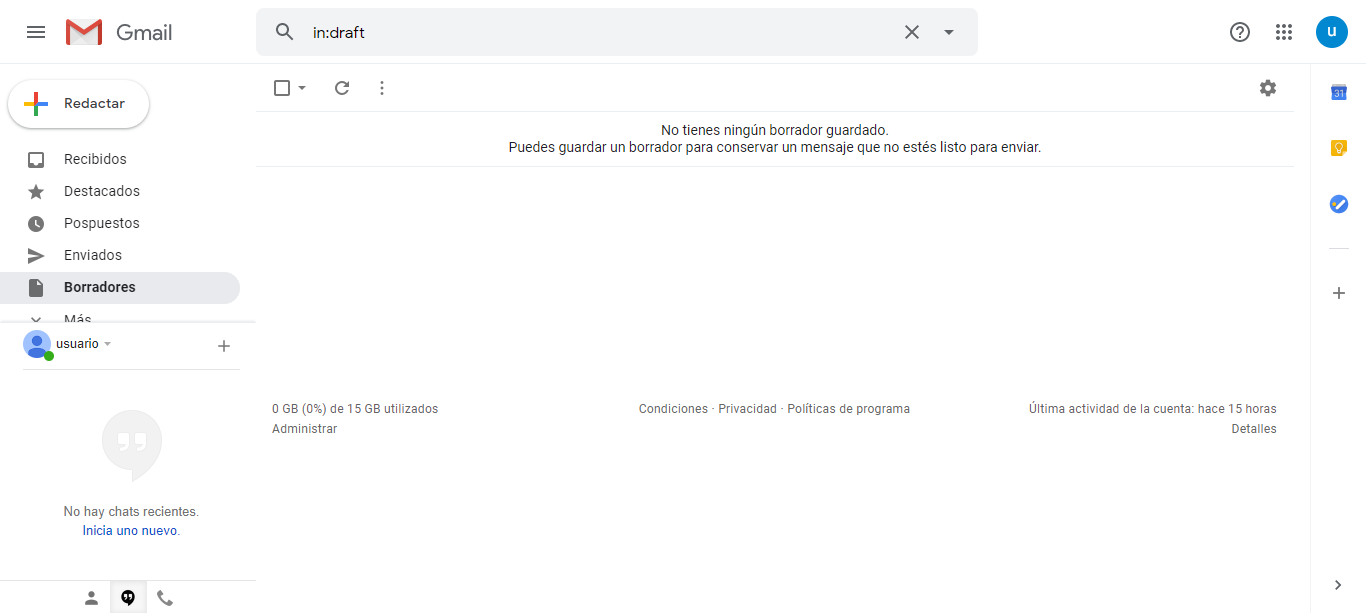 Gmail
in:draft
u
Redactar
Recibidos
Destacados
Pospuestos
Enviados
Borradores
Más
usuario
No hay chats recientes.
Inicia uno nuevo.
No tienes ningún borrador guardado.
Puedes guardar un borrador para conservar un mensaje que no estés listo para enviar.
0 GB (0%) de 15 GB utilizados
Administrar
Condiciones · Privacidad · Políticas de programa
Última actividad de la cuenta: hace 15 horas
Detalles
31